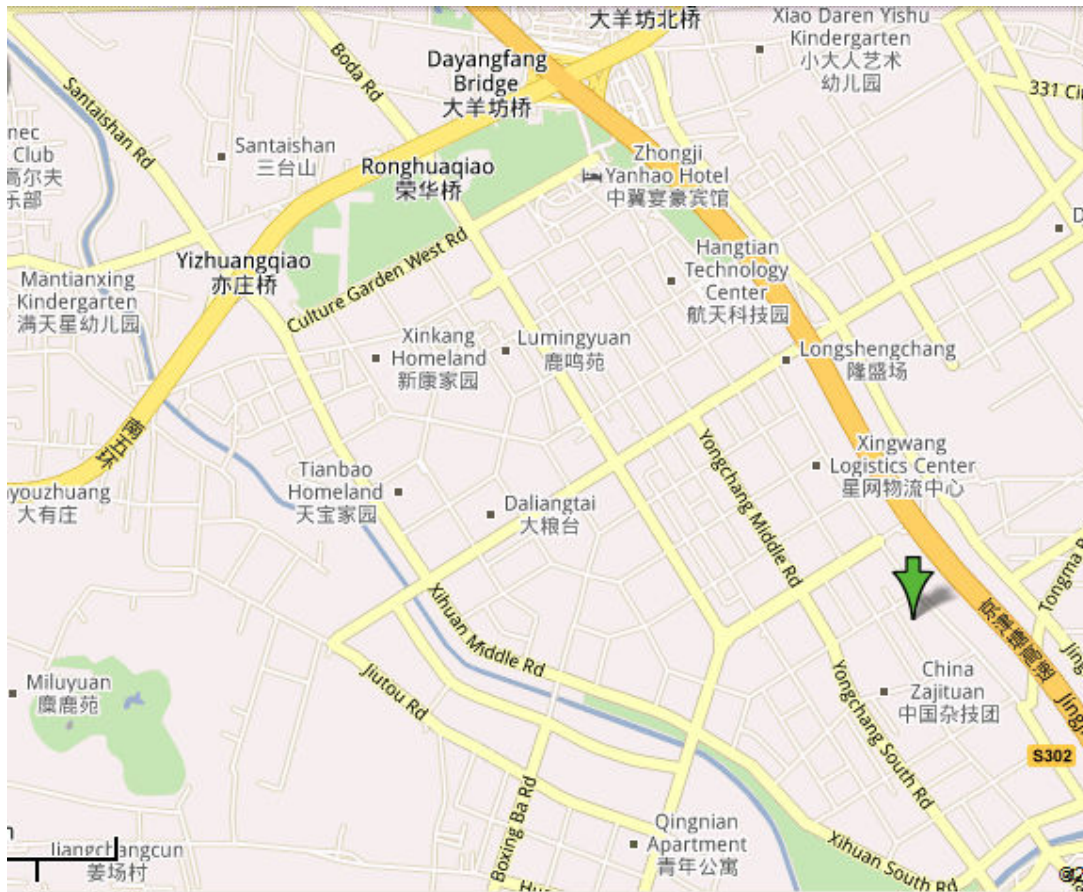 大羊坊北桥
Xiao Daren Yishu
Kindergarten
小大人艺术
幼儿园
Dayangfang
Bridge
大羊坊桥
Boda Rd
331
Santaishan Rd
Santaishan
三台山
Club
高尔夫
乐部
Ronghuaqiao
荣华桥
Zhongji
Yanhao Hotel
中翼宴豪宾馆
Yizhuangqiao
亦庄桥
Culture Garden West Rd
Hangtian
Technology
Center
航天科技园
Mantianxing
Kindergarten
满天星幼儿园
Xinkang
Homeland
新康家园
Lumingyuan
鹿鸣苑
Longshengchang
隆盛场
南五环
Yongchang Middle Rd
Xingwang
Logistics Center
星网物流中心
Tianbao
Homeland
天宝家园
youzhuang
大有庄
Daliangtai
大粮台
Tongma
Xihuan Middle Rd
Jiutou Rd
Miluyuan
麋鹿苑
China
Zajituan
中国杂技团
Yongchang South Rd
S302
Boxing Ba Rd
Qingnian
Apartment
青年公寓
Xihuan South Rd
Jiangchangcun
姜场村